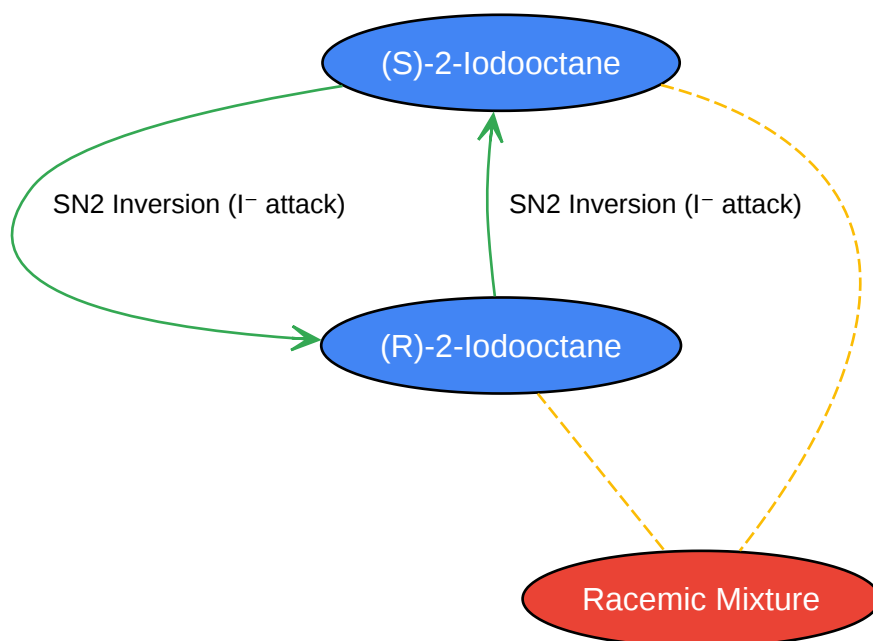 (S)-2-Iodooctane
SN2 Inversion (I⁻ attack)
SN2 Inversion (I⁻ attack)
(R)-2-Iodooctane
Racemic Mixture